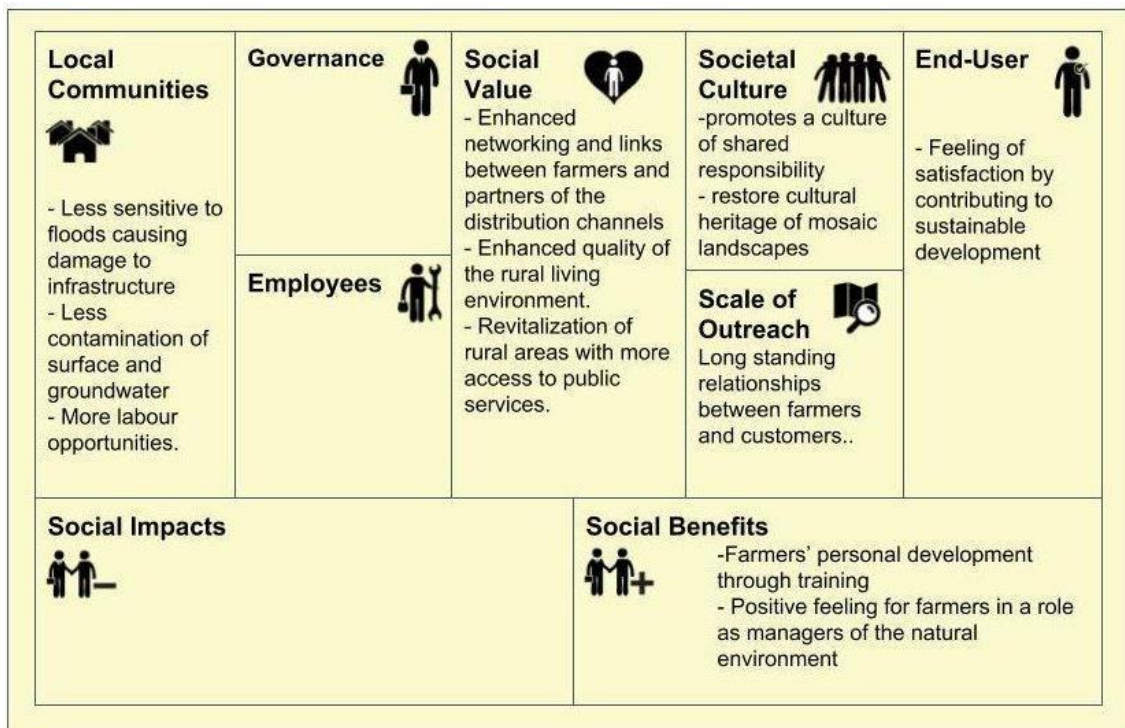 Local
Communities
- Less sensitive to
floods causing
damage to
infrastructure
- Less
contamination of
surface and
groundwater
- More labour
opportunities.
Governance
Employees
Social
Value
- Enhanced
networking and links
between farmers and
partners of the
distribution channels
- Enhanced quality of
the rural living
environment.
- Revitalization of
rural areas with more
access to public
services.
Societal
Culture
-promotes a culture
of shared
responsibility
- restore cultural
heritage of mosaic
landscapes
Scale of
Outreach
Long standing
relationships
between farmers
and customers..
End-User
- Feeling of
satisfaction by
contributing to
sustainable
development
Social Impacts
Social Benefits
-Farmers’ personal development
through training
- Positive feeling for farmers in a role
as managers of the natural
environment